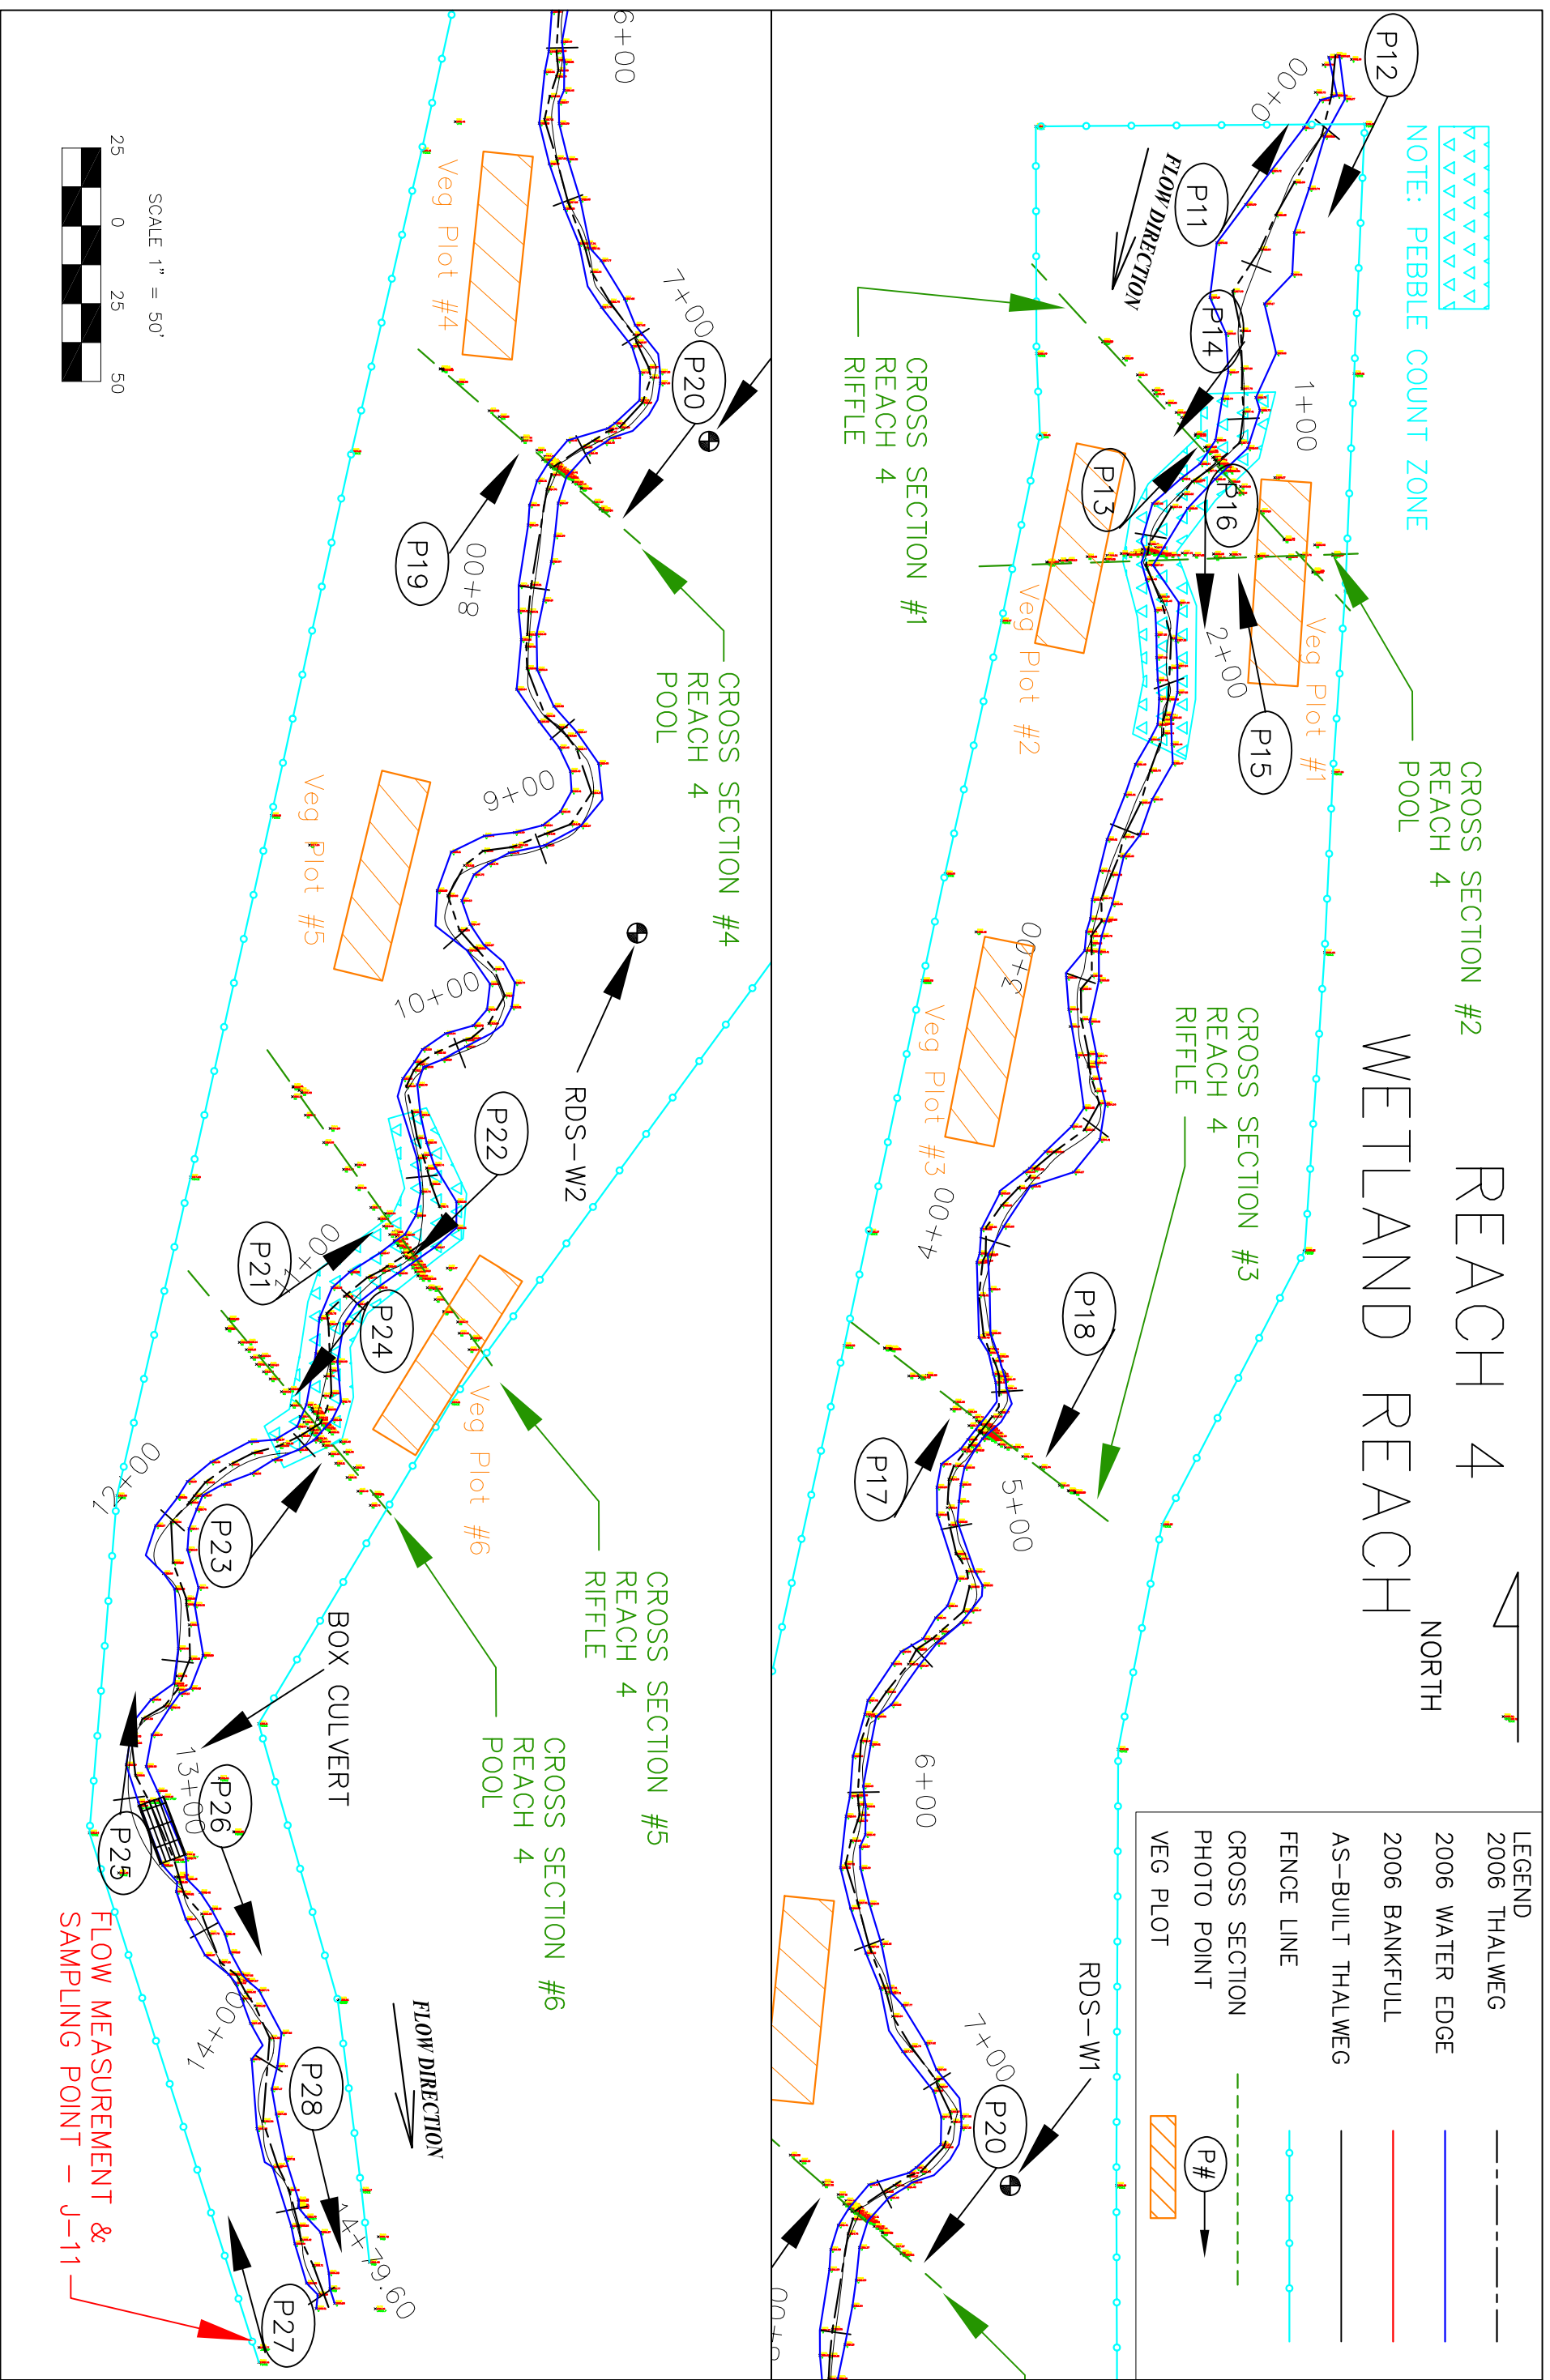 REACH 4
WETLAND REACH
NORTH
LEGEND
2006 THALWEG
2006 WATER EDGE
2006 BANKFULL
AS-BUILT THALWEG
FENCE LINE
CROSS SECTION
PHOTO POINT
P#
VEG PLOT
NOTE: PEBBLE COUNT ZONE
P12
0+00
P11
FLOW DIRECTION
P14
1+00
P13
P16
CROSS SECTION #1
REACH 4
RIFFLE
CROSS SECTION #2
REACH 4
POOL
Veg Plot #1
2+00
P15
Veg Plot #2
3+00
Veg Plot #3
CROSS SECTION #3
REACH 4
RIFFLE
4+00
P18
P17
5+00
6+00
7+00
RDS-W1
P20
6+00
Veg Plot #4
7+00
P20
P19
8+00
CROSS SECTION #4
REACH 4
POOL
9+00
Veg Plot #5
10+00
RDS-W2
P22
P21
11+00
P24
Veg Plot #6
CROSS SECTION #5
REACH 4
RIFFLE
CROSS SECTION #6
REACH 4
POOL
12+00
P23
BOX CULVERT
13+00
P26
P25
14+00
FLOW DIRECTION
P28
14+79.60
P27
FLOW MEASUREMENT &
SAMPLING POINT - J-11
SCALE 1" = 50'
25 0 25 50